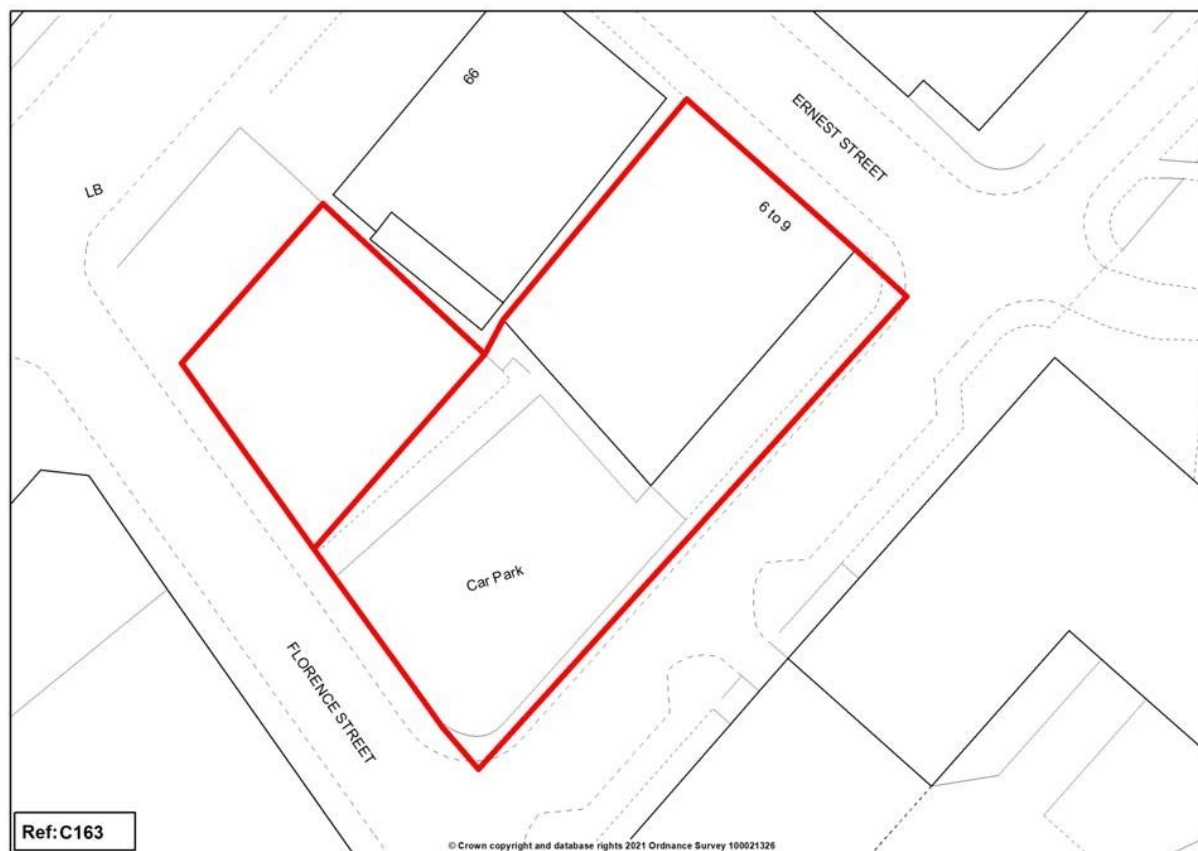 66
ERNEST STREET
LB
6 to 9
Car Park
FLORENCE STREET
Ref: C163
© Crown copyright and database rights 2021 Ordnance Survey 100021326